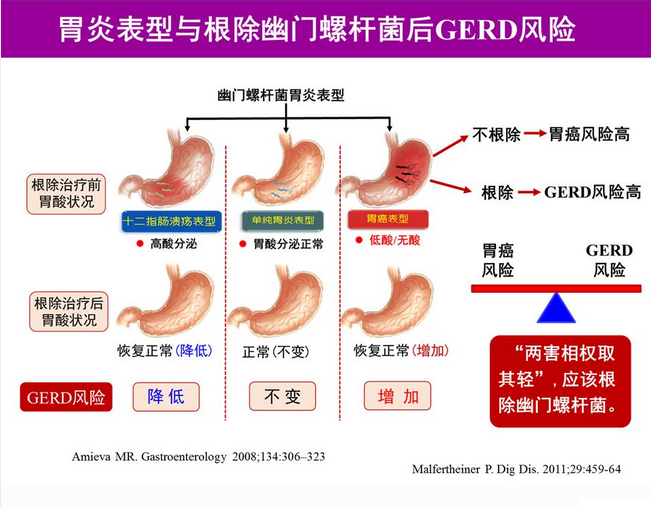 胃炎表型与根除幽门螺杆菌后GERD风险
幽门螺杆菌胃炎表型
根除治疗前
胃酸状况
十二指肠溃疡表型
单纯胃炎表型
胃癌表型
● 高酸分泌
● 胃酸分泌正常
● 低酸/无酸
不根除
胃癌风险高
根除
GERD风险高
根除治疗后
胃酸状况
恢复正常(降低)
正常(不变)
恢复正常(增加)
胃癌
风险
GERD
风险
“两害相权取
其轻”,应该根
除幽门螺杆菌。
GERD风险
降低
不变
增加
Amieva MR. Gastroenterology 2008;134:306–323
Malfertheiner P. Dig Dis. 2011;29:459-64